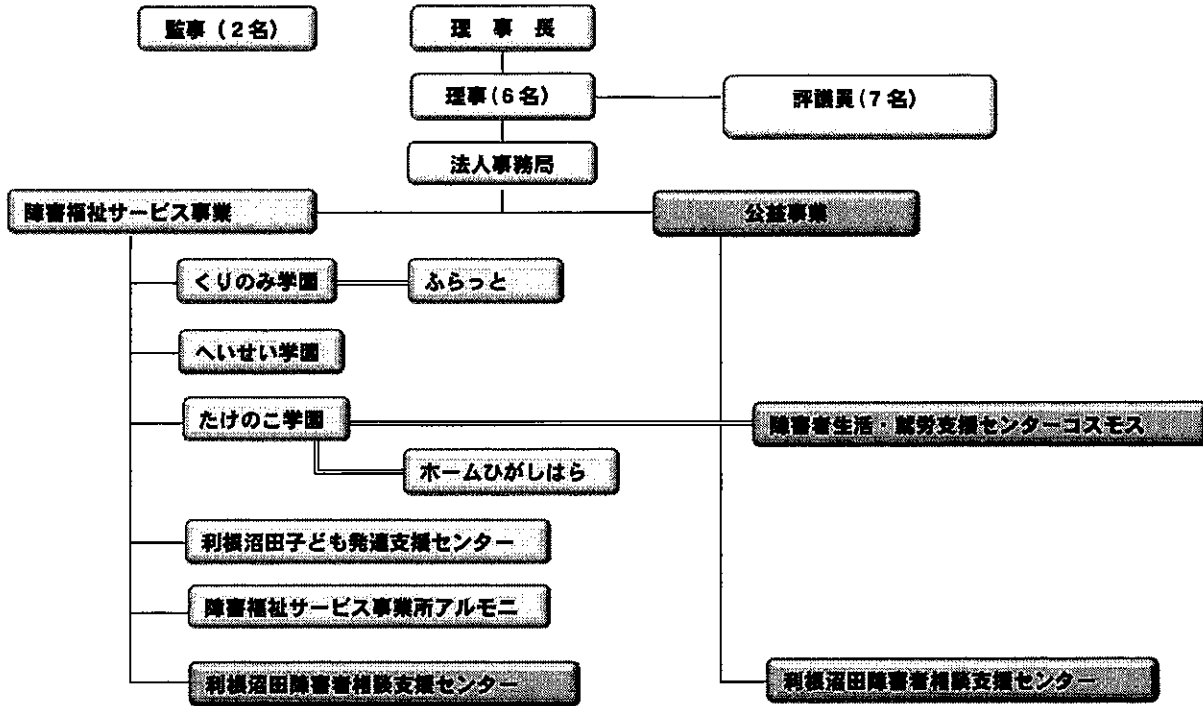 監事（2名）
理　事　長
理事(6名)
評議員(7名)
法人事務局
障害福祉サービス事業
公益事業
くりのみ学園
ふらっと
へいせい学園
たけのこ学園
障害者生活・就労支援センターコスモス
ホームひがしはら
利根沼田子ども発達支援センター
障害福祉サービス事業所アルモニ
利根沼田障害者相談支援センター
利根沼田障害者相談支援センター